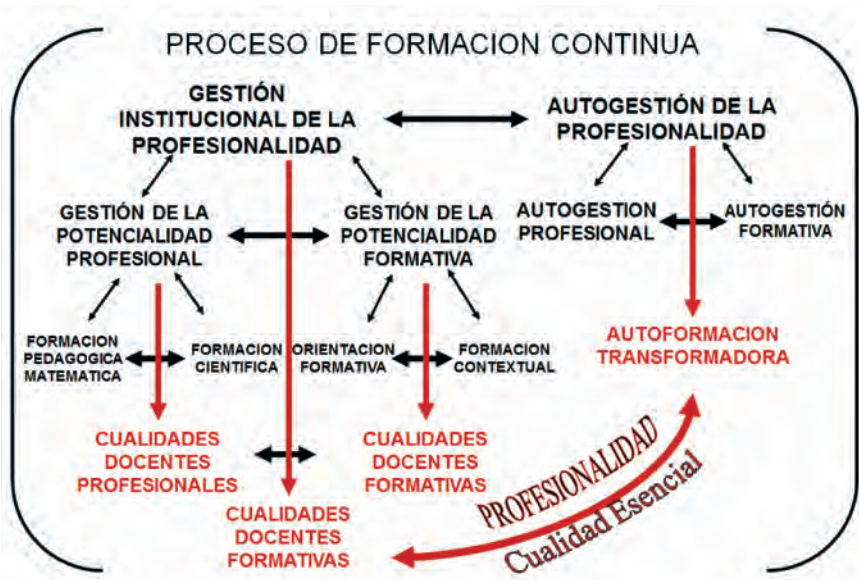 PROCESO DE FORMACION CONTINUA
GESTIÓN
INSTITUCIONAL DE LA
PROFESIONALIDAD
AUTOGESTIÓN DE LA
PROFESIONALIDAD
GESTIÓN DE LA
POTENCIALIDAD
PROFESIONAL
GESTIÓN DE LA
POTENCIALIDAD
FORMATIVA
AUTOGESTION
PROFESIONAL
AUTOGESTIÓN
FORMATIVA
FORMACION
PEDAGOGICA
MATEMATICA
FORMACION
CIENTIFICA
ORIENTACION
FORMATIVA
FORMACION
CONTEXTUAL
AUTOFORMACION
TRANSFORMADORA
CUALIDADES
DOCENTES
PROFESIONALES
CUALIDADES
DOCENTES
FORMATIVAS
CUALIDADES
DOCENTES
FORMATIVAS
PROFESIONALIDAD
Cualidad Esencial